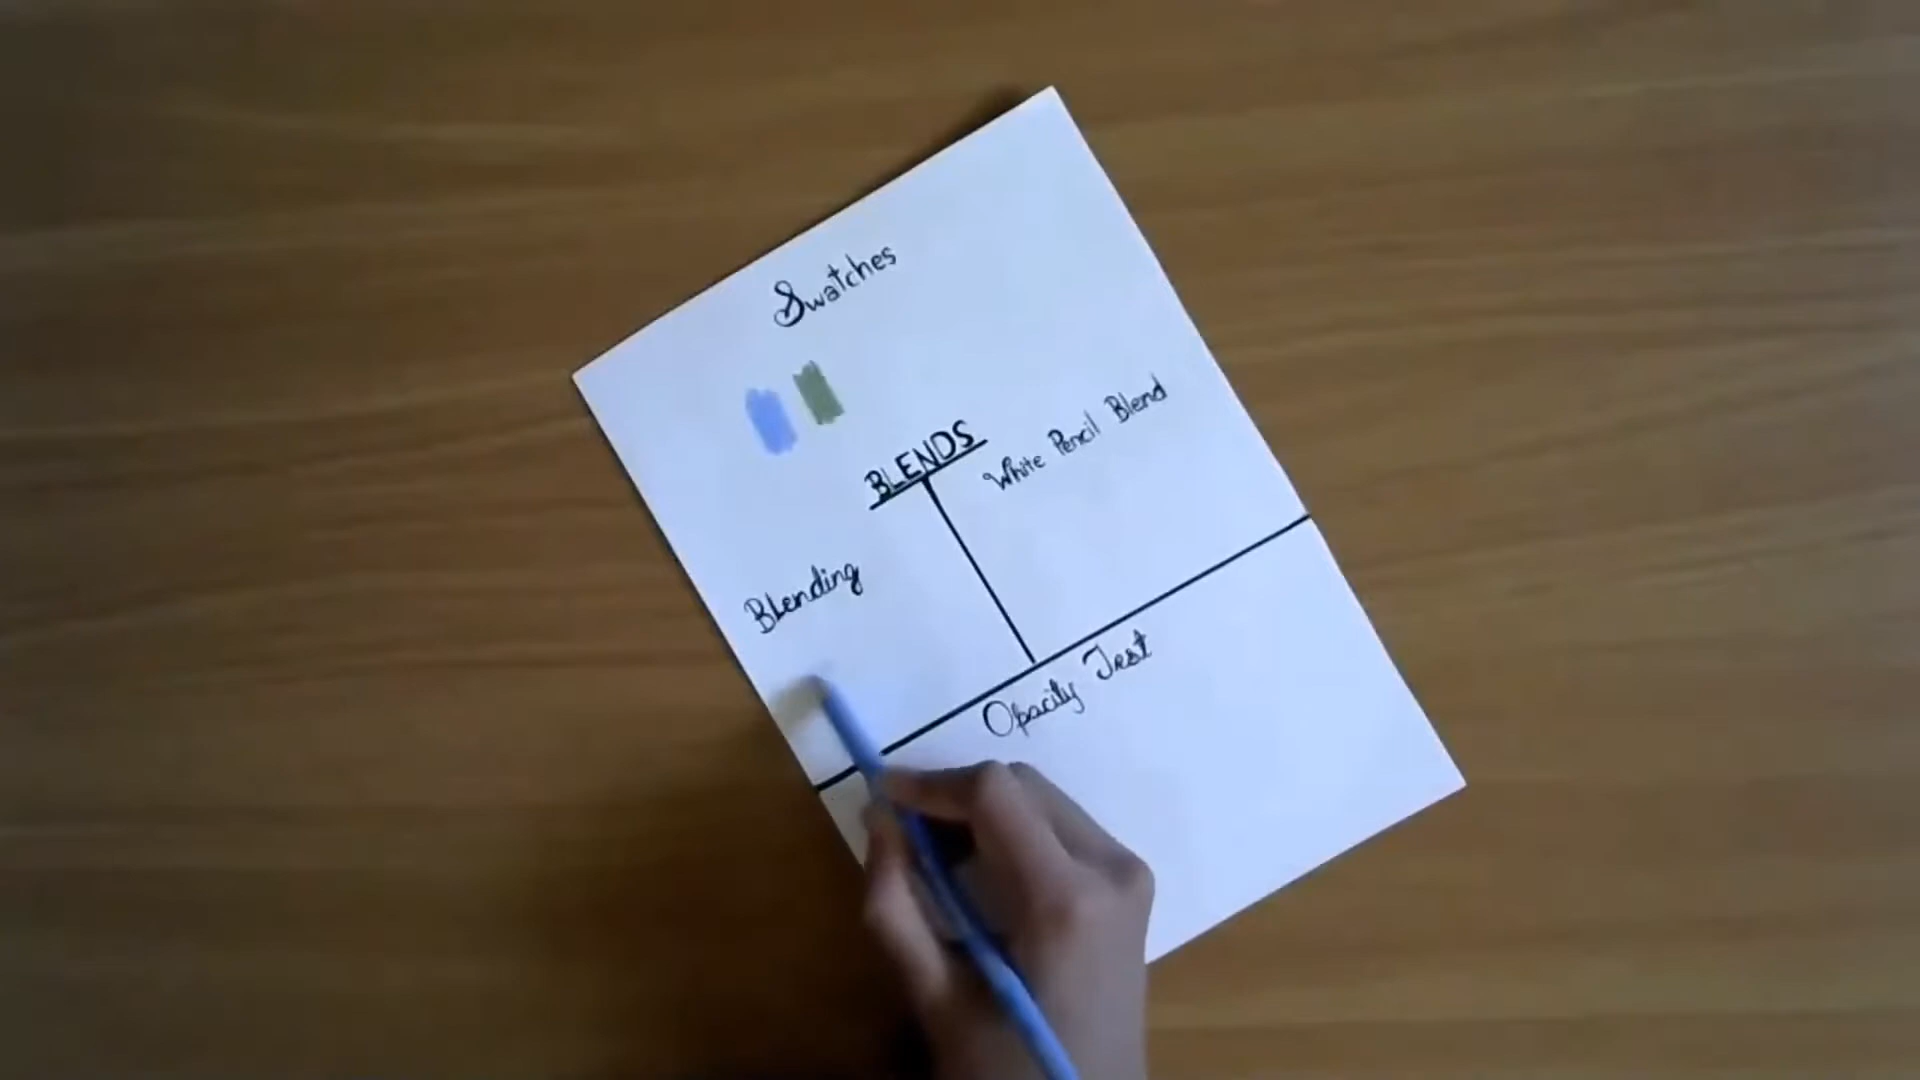 Swatches
BLENDS
White Pencil Blend
Blending
Opacity Test